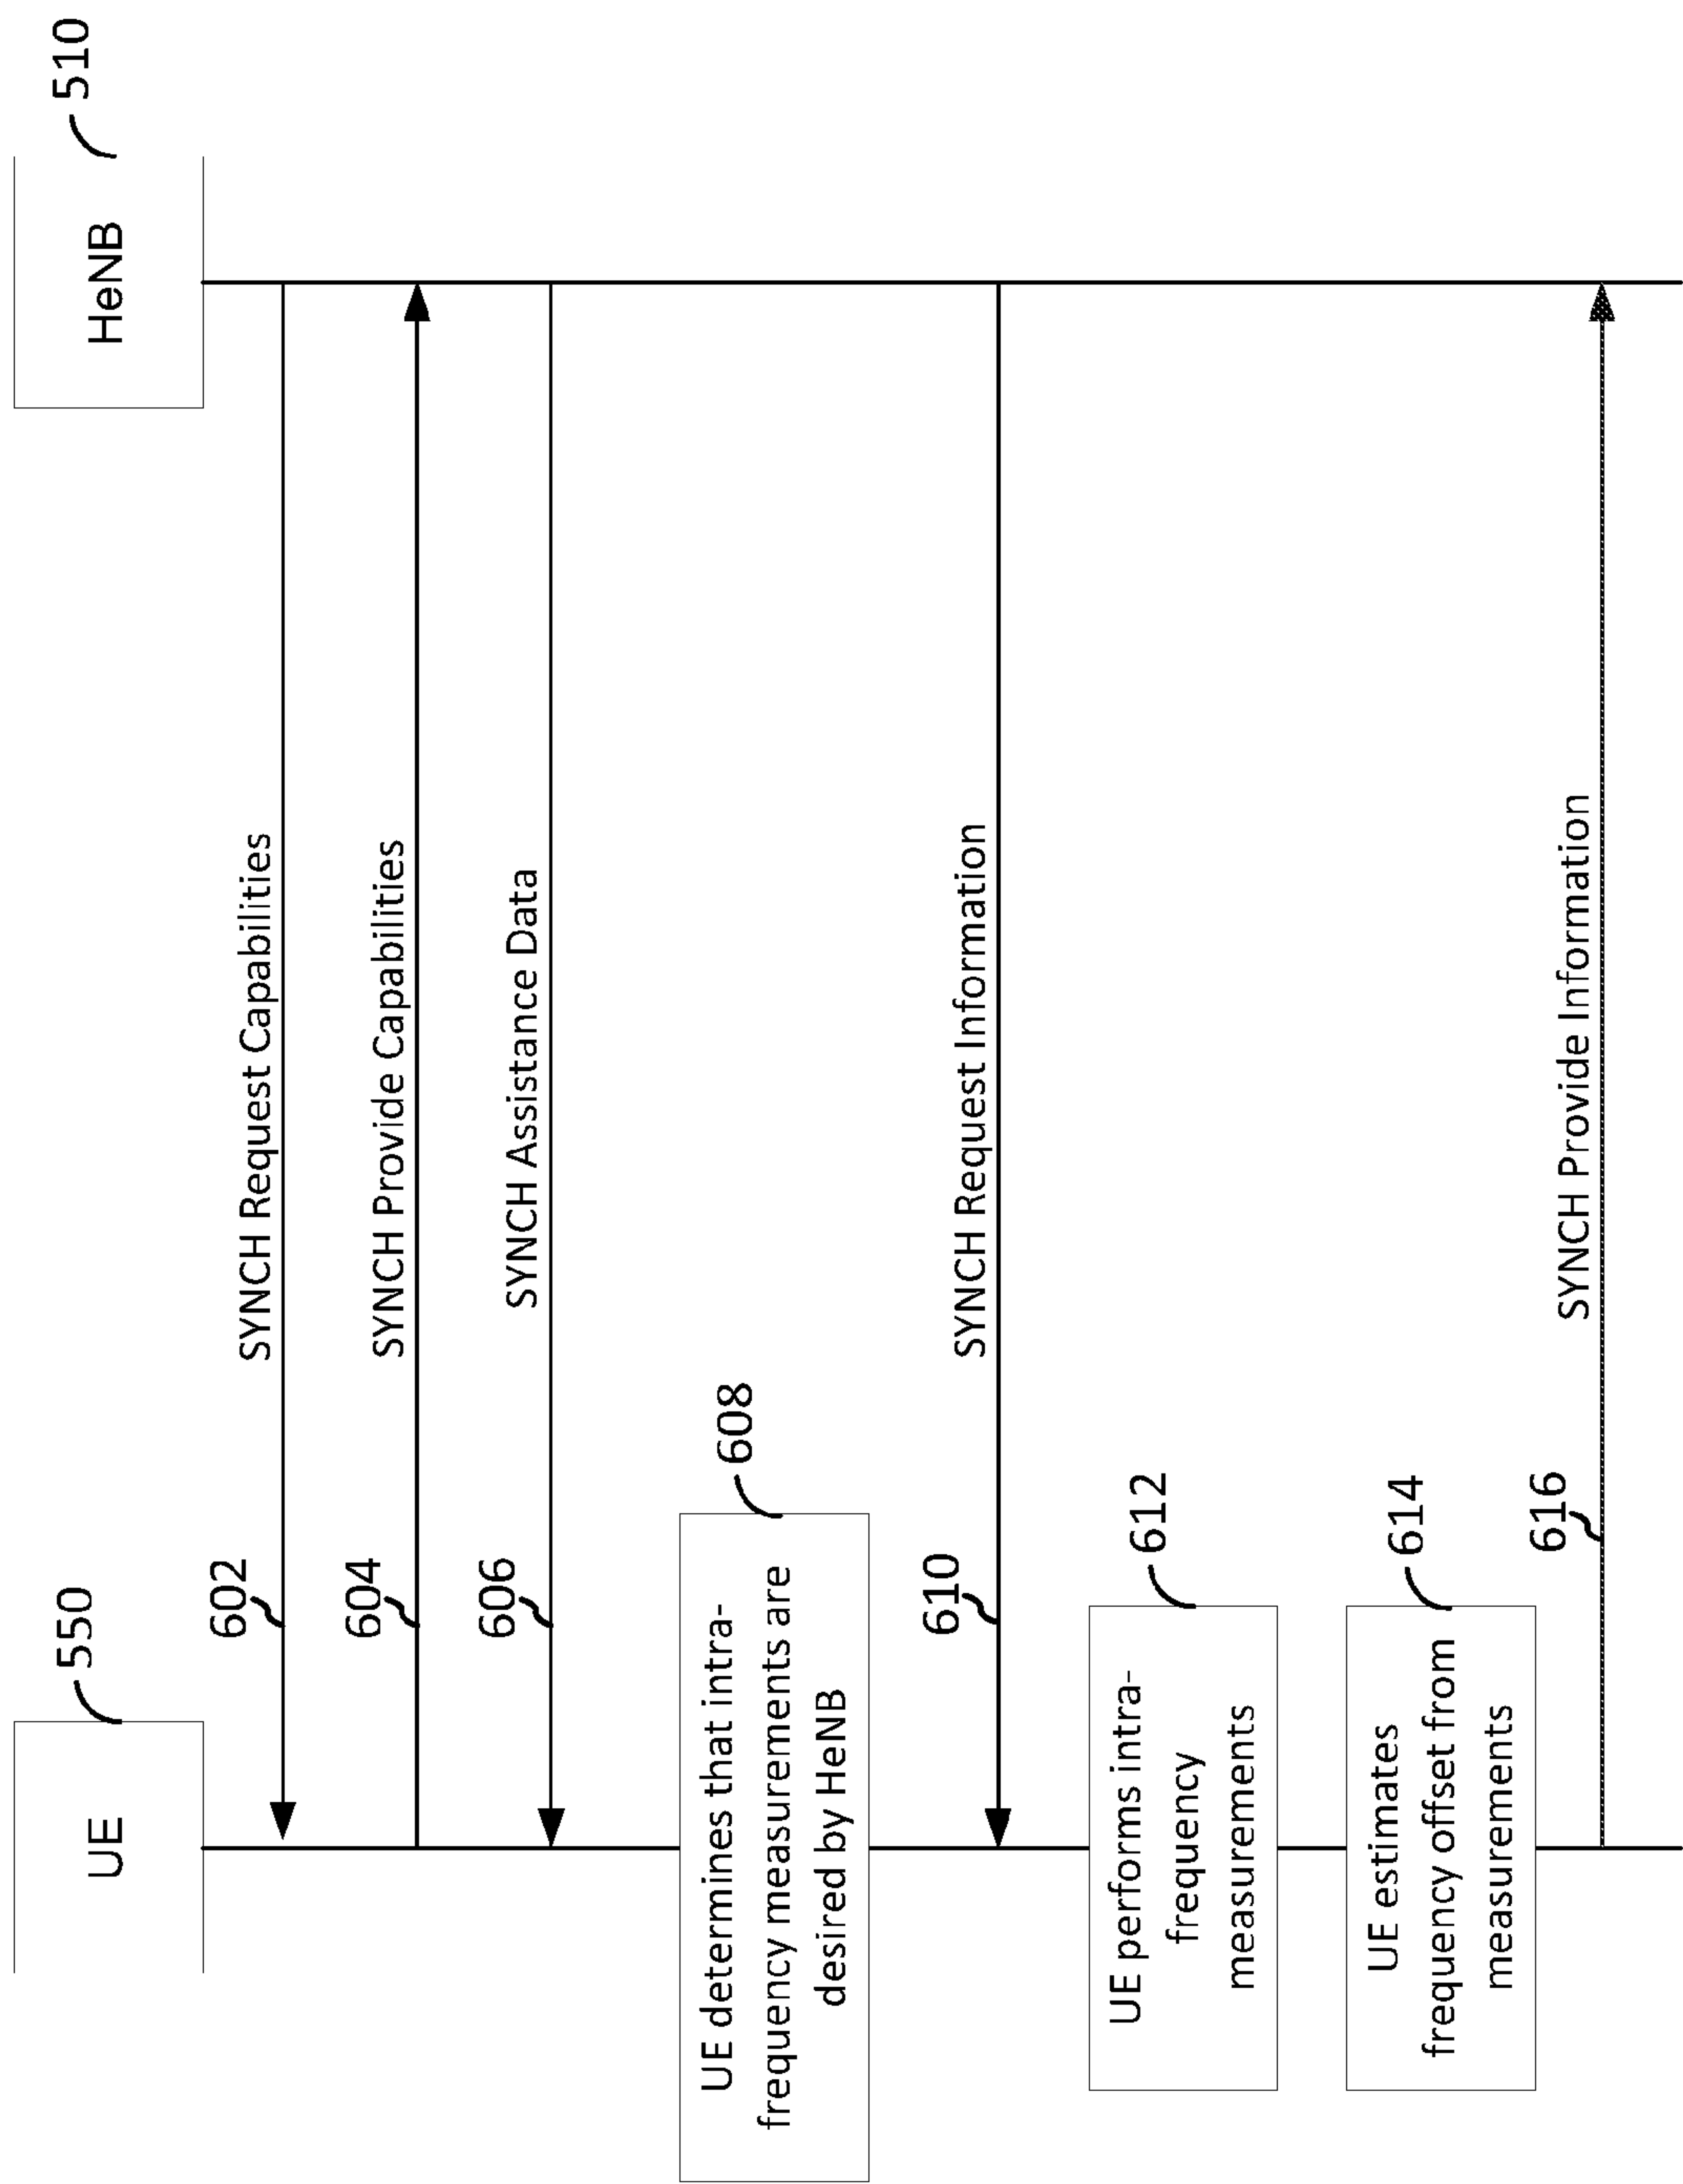 UE
550
HeNB
510
602
SYNCH Request Capabilities
604
SYNCH Provide Capabilities
606
SYNCH Assistance Data
UE determines that intra-
frequency measurements are
desired by HeNB
608
610
SYNCH Request Information
UE performs intra-
frequency
measurements
612
UE estimates
frequency offset from
measurements
614
616
SYNCH Provide Information